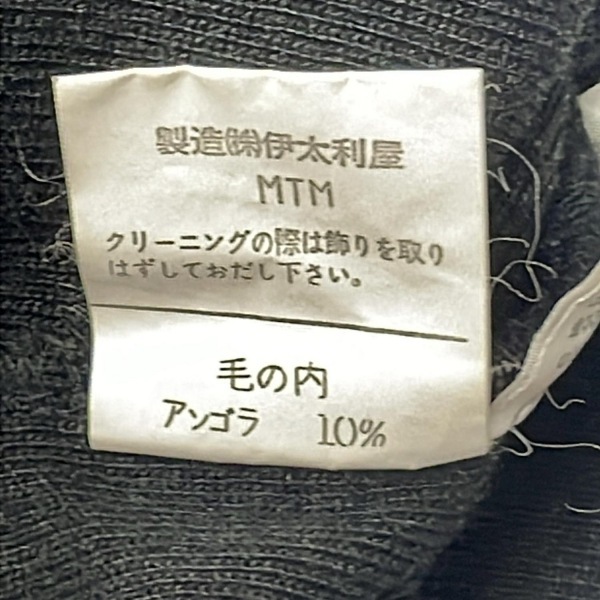 製造㈱伊太利屋
MTM
クリーニングの際は飾りを取り
はずしておだし下さい。
毛の内
アンゴラ 10%